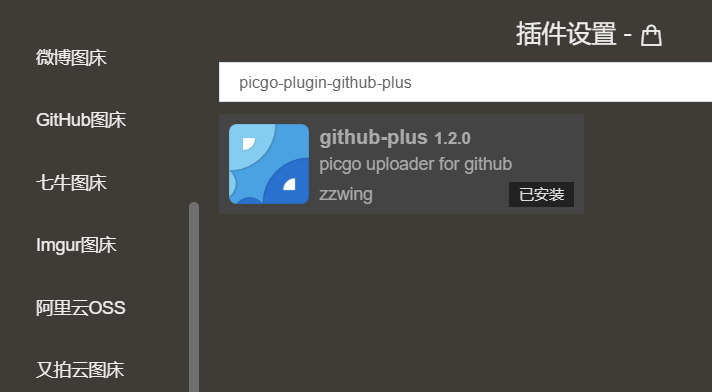 插件设置 -
微博图床
GitHub图床
七牛图床
Imgur图床
阿里云OSS
又拍云图床
picgo-plugin-github-plus
github-plus 1.2.0
picgo uploader for github
zzwing
已安装